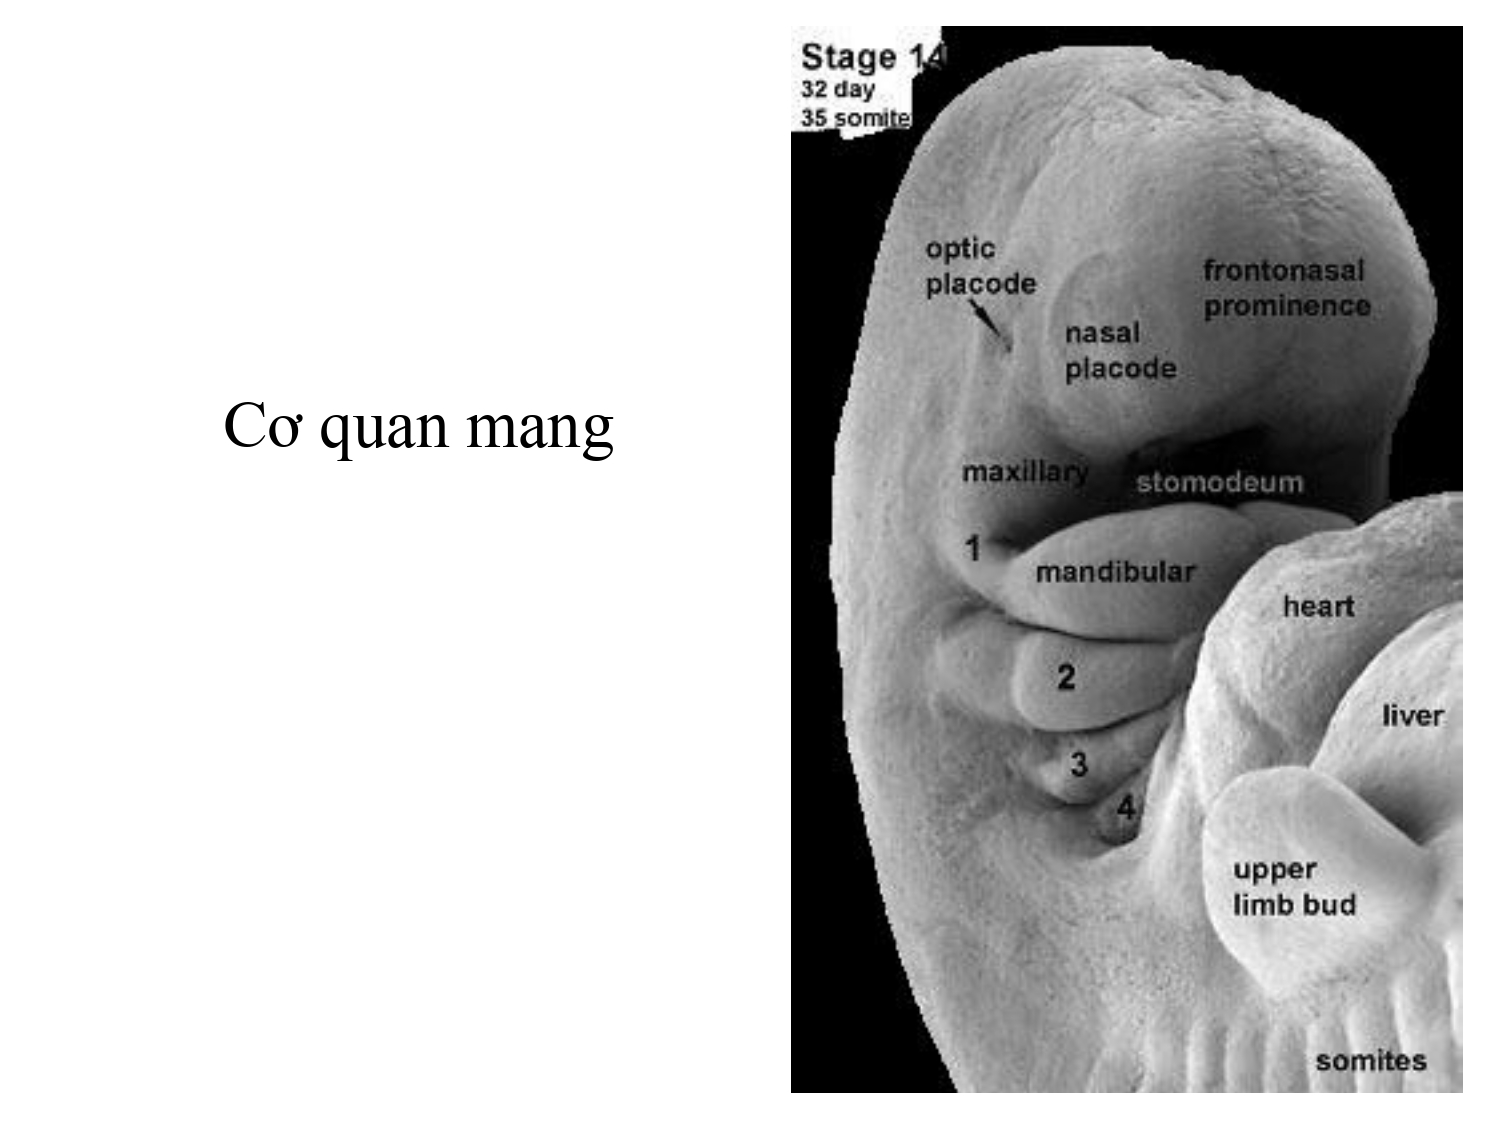 Cơ quan mang
Stage 14
32 day
35 somite
optic
placode
frontonasal
prominence
nasal
placode
maxillary
stomodeum
1
mandibular
heart
2
liver
3
4
upper
limb bud
somites